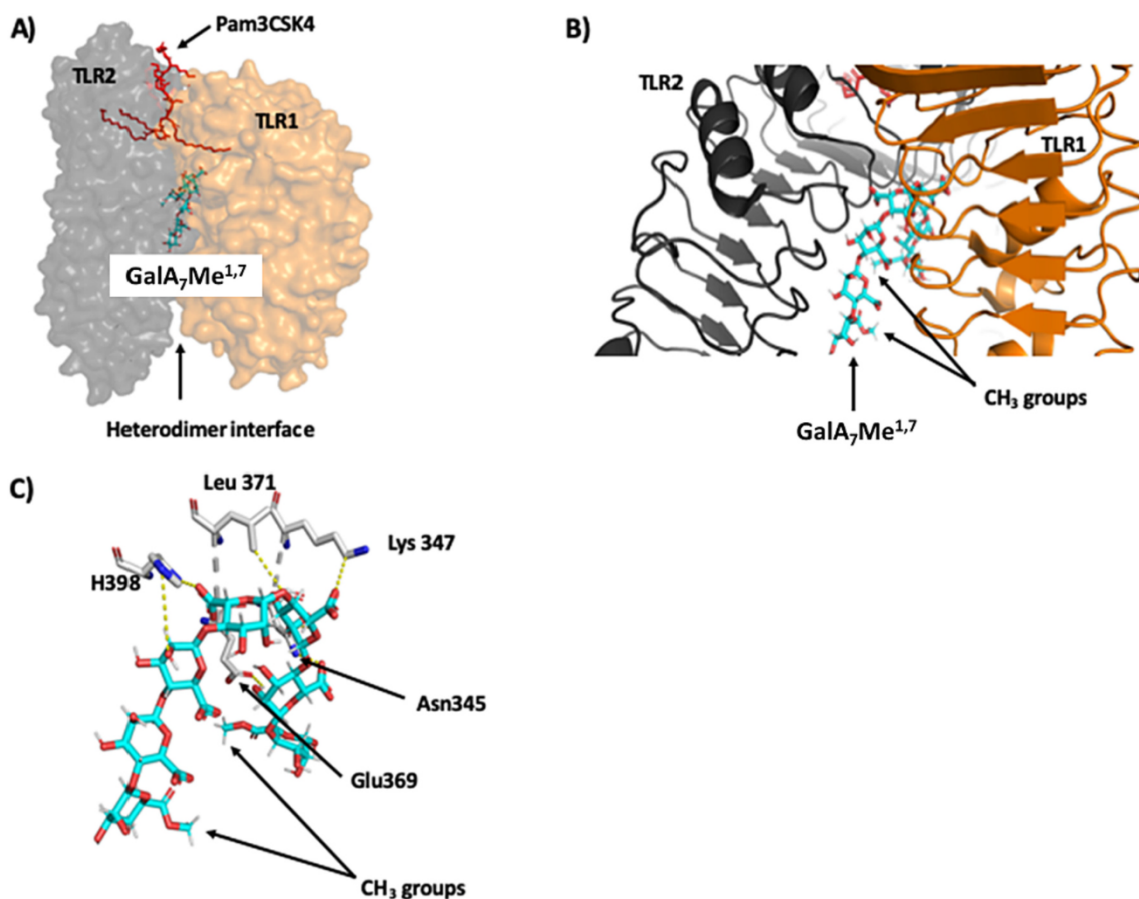 A)
Pam3CSK4
TLR2
TLR1
GalA₇Me¹,⁷
Heterodimer interface
B)
TLR2
TLR1
CH₃ groups
GalA₇Me¹,⁷
C)
Leu 371
Lys 347
H398
Asn345
Glu369
CH₃ groups